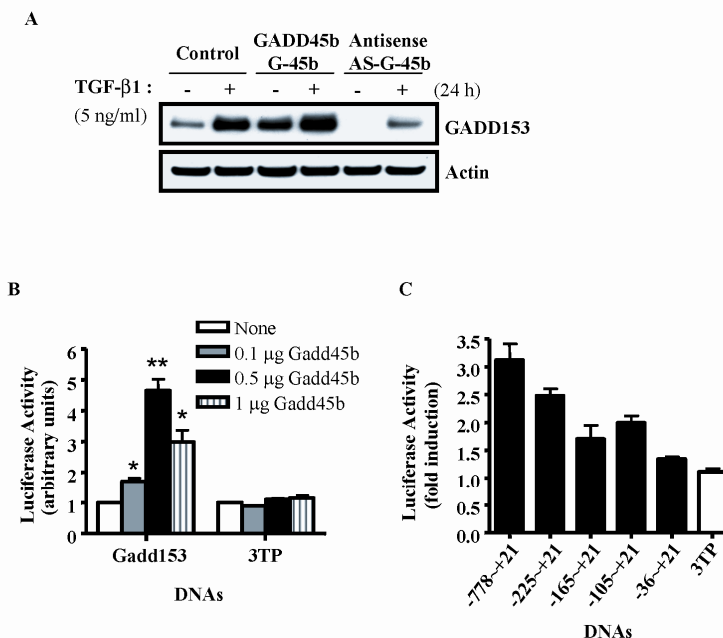 A
Control
GADD45b
G-45b
Antisense
AS-G-45b
TGF-β1 :
- + - + - +
(24 h)
(5 ng/ml)
GADD153
Actin
B
None
0.1 μg Gadd45b
0.5 μg Gadd45b
1 μg Gadd45b
Luciferase Activity
(arbitrary units)
6
5
4
3
2
1
0
*
**
*
Gadd153
3TP
DNAs
C
Luciferase Activity
(fold induction)
3.5
3.0
2.5
2.0
1.5
1.0
0.5
0.0
-778~+21
-225~+21
-165~+21
-105~+21
-36~+21
3TP
DNAs